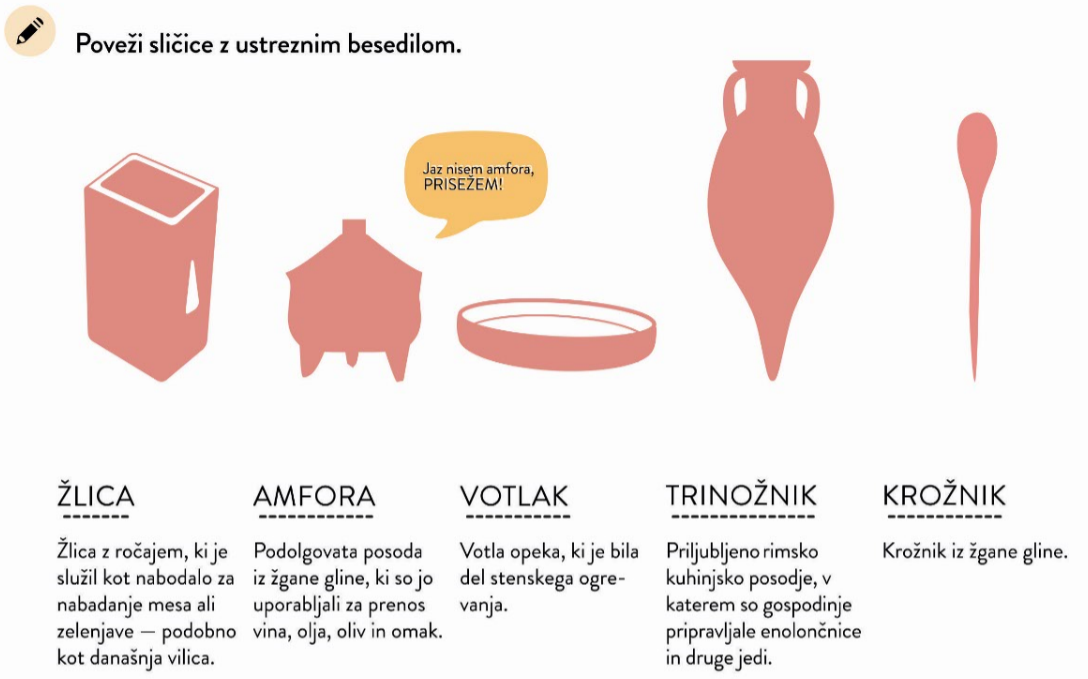 Poveži sličice z ustreznim besedilom.
Jaz nisem amfora,
PRISEŽEM!
ŽLICA
Žlica z ročajem, ki je
služil kot nabodalo za
nabadanje mesa ali
zelenjave — podobno
kot današnja vilica.
AMFORA
Podolgovata posoda
iz žgane gline, ki so jo
uporabljali za prenos
vina, olja, oliv in omak.
VOTLAK
Votla opeka, ki je bila
del stenskega ogre-
vanja.
TRINOŽNIK
Priljubljeno rimsko
kuhinjsko posodje, v
katerem so gospodinje
pripravljale enolončnice
in druge jedi.
KROŽNIK
Krožnik iz žgane gline.